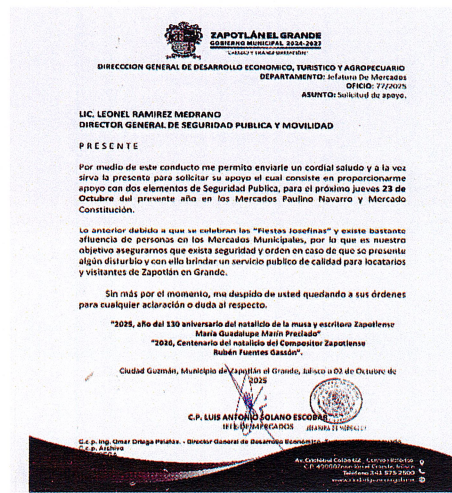 ZAPOTLÁN EL GRANDE
GOBIERNO MUNICIPAL 2024-2027
DIRECCCION GENERAL DE DESARROLLO ECONOMICO, TURISTICO Y AGROPECUARIO
DEPARTAMENTO: Jefatura De Mercados
OFICIO: 77/2025
ASUNTO: Solicitud de apoyo.
LIC. LEONEL RAMIREZ MEDRANO
DIRECTOR GENERAL DE SEGURIDAD PUBLICA Y MOVILIDAD
P R E S E N T E
Por medio de este conducto me permito enviarle un cordial saludo y a la vez
sirva la presente para solicitar su apoyo el cual consiste en proporcionarme
apoyo con dos elementos de Seguridad Publica, para el próximo jueves 23 de
Octubre del presente año en los Mercados Paulino Navarro y Mercado
Constitución.
Lo anterior debido a que se celebran las "Fiestas Josefinas" y existe bastante
afluencia de personas en los Mercados Municipales, por lo que es nuestro
objetivo asegurarnos que exista seguridad y orden en caso de que se presente
algún disturbio y con ello brindar un servicio publico de calidad para locatarios
y visitantes de Zapotlán en Grande.
Sin más por el momento, me despido de usted quedando a sus órdenes
para cualquier aclaración o duda al respecto.
"2025, año del 130 aniversario del natalicio de la musa y escritora Zapotlense
María Guadalupe Marín Preciado"
"2026, Centenario del natalicio del Compositor Zapotlense
Rubén Fuentes Gassón".
Ciudad Guzmán, Municipio de Zapotlán el Grande, Jalisco a 02 de Octubre de
2025
C.P. LUIS ANTONIO SOLANO ESCOBAR
JEFE DE MERCADOS
C.c.p. Ing. Omar Ortega Palafox. - Director General de Desarrollo Económico,
C.c.p. Archivo
Av. Cristóbal Colón 62
Teléfono 341 575 2500